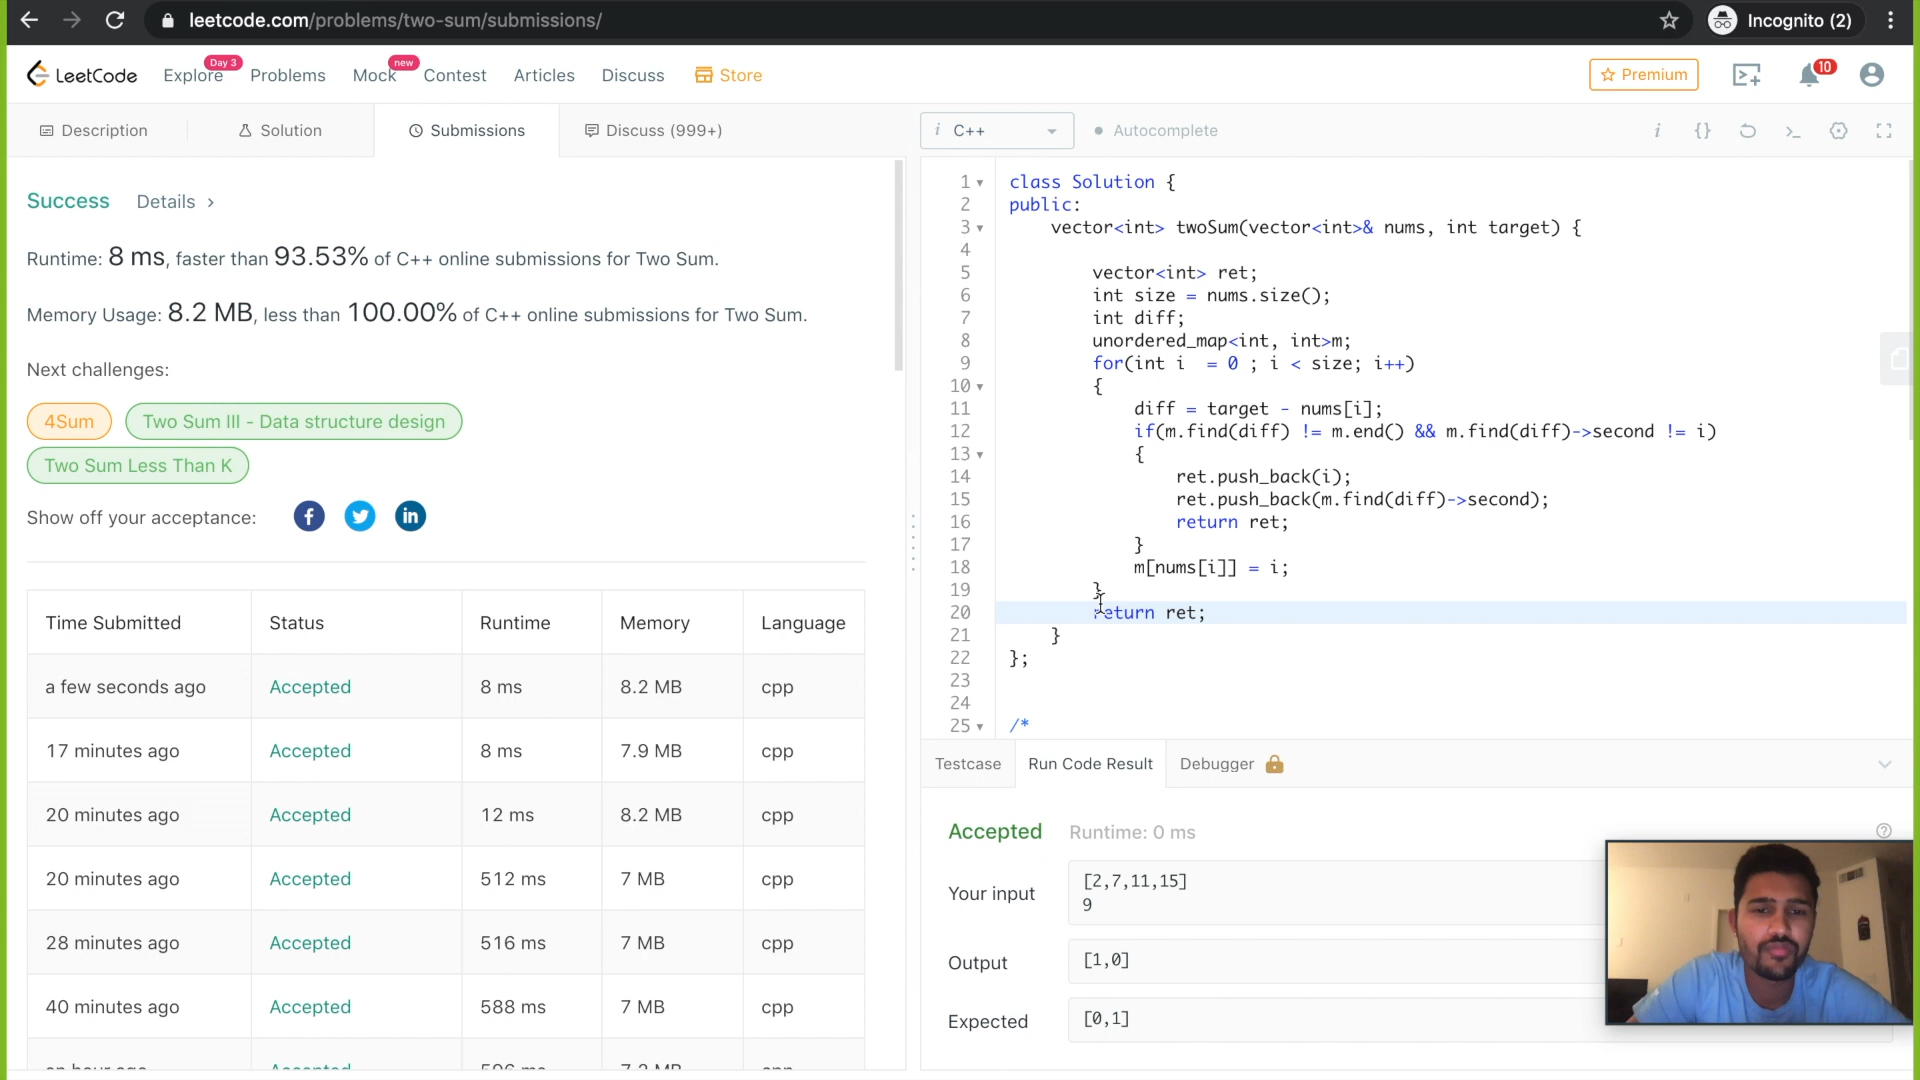 leetcode.com/problems/two-sum/submissions/
Incognito (2)
LeetCode
Explore
Day 3
Problems
Mock
new
Contest
Articles
Discuss
Store
Premium
10
Description
Solution
Submissions
Discuss (999+)
i C++
Autocomplete
i {} >_
Success Details >
Runtime: 8 ms, faster than 93.53% of C++ online submissions for Two Sum.
Memory Usage: 8.2 MB, less than 100.00% of C++ online submissions for Two Sum.
Next challenges:
4Sum
Two Sum III - Data structure design
Two Sum Less Than K
Show off your acceptance:
f
in
Time Submitted Status Runtime Memory Language
a few seconds ago Accepted 8 ms 8.2 MB cpp
17 minutes ago Accepted 8 ms 7.9 MB cpp
20 minutes ago Accepted 12 ms 8.2 MB cpp
20 minutes ago Accepted 512 ms 7 MB cpp
28 minutes ago Accepted 516 ms 7 MB cpp
40 minutes ago Accepted 588 ms 7 MB cpp
1 class Solution {
2 public:
3 vector<int> twoSum(vector<int>& nums, int target) {
4
5 vector<int> ret;
6 int size = nums.size();
7 int diff;
8 unordered_map<int, int>m;
9 for(int i  = 0 ; i < size; i++)
10 {
11 diff = target - nums[i];
12 if(m.find(diff) != m.end() && m.find(diff)->second != i)
13 {
14 ret.push_back(i);
15 ret.push_back(m.find(diff)->second);
16 return ret;
17 }
18 m[nums[i]] = i;
19 }
20 return ret;
21 }
22 };
23
24
25 /*
Testcase
Run Code Result
Debugger
Accepted Runtime: 0 ms
?
Your input
[2,7,11,15]
9
Output
[1,0]
Expected
[0,1]